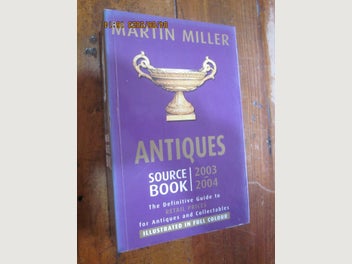 MARTIN MILLER
ANTIQUES
SOURCE
BOOK
2003
2004
The Definitive Guide to
RETAIL PRICES
for Antiques and Collectables
ILLUSTRATED IN FULL COLOUR